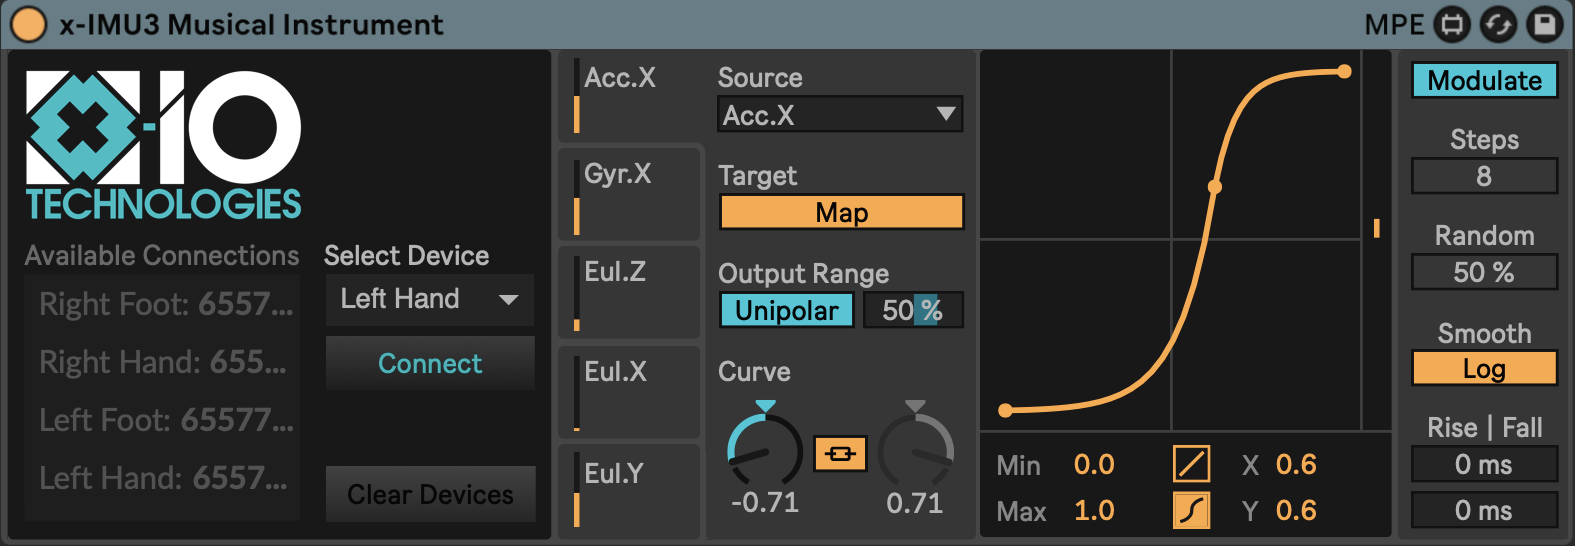 x-IMU3 Musical Instrument
MPE
x-IO
TECHNOLOGIES
Available Connections
Right Foot: 6557...
Right Hand: 655...
Left Foot: 65577...
Left Hand: 6557...
Select Device
Left Hand
Connect
Clear Devices
Acc.X
Gyr.X
Eul.Z
Eul.X
Eul.Y
Source
Acc.X
Target
Map
Output Range
Unipolar 50 %
Curve
-0.71 0.71
Min 0.0 X 0.6
Max 1.0 Y 0.6
Modulate
Steps
8
Random
50 %
Smooth
Log
Rise | Fall
0 ms
0 ms